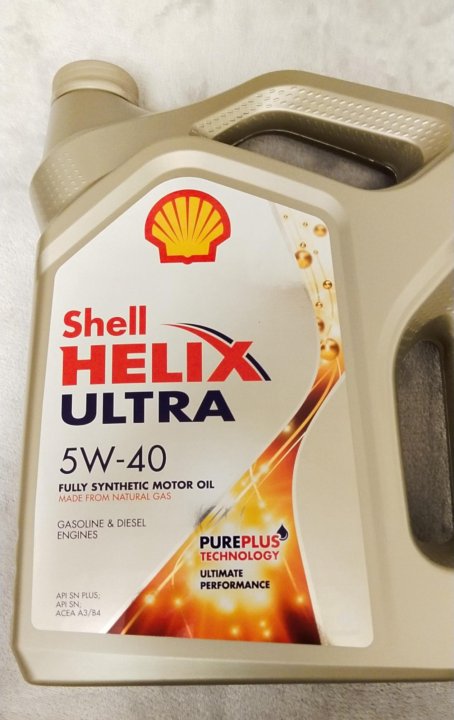 Shell
HELIX
ULTRA
5W-40
FULLY SYNTHETIC MOTOR OIL
MADE FROM NATURAL GAS
GASOLINE & DIESEL
ENGINES
PUREPLUS
TECHNOLOGY
ULTIMATE
PERFORMANCE
API SN PLUS;
API SN;
ACEA A3/B4